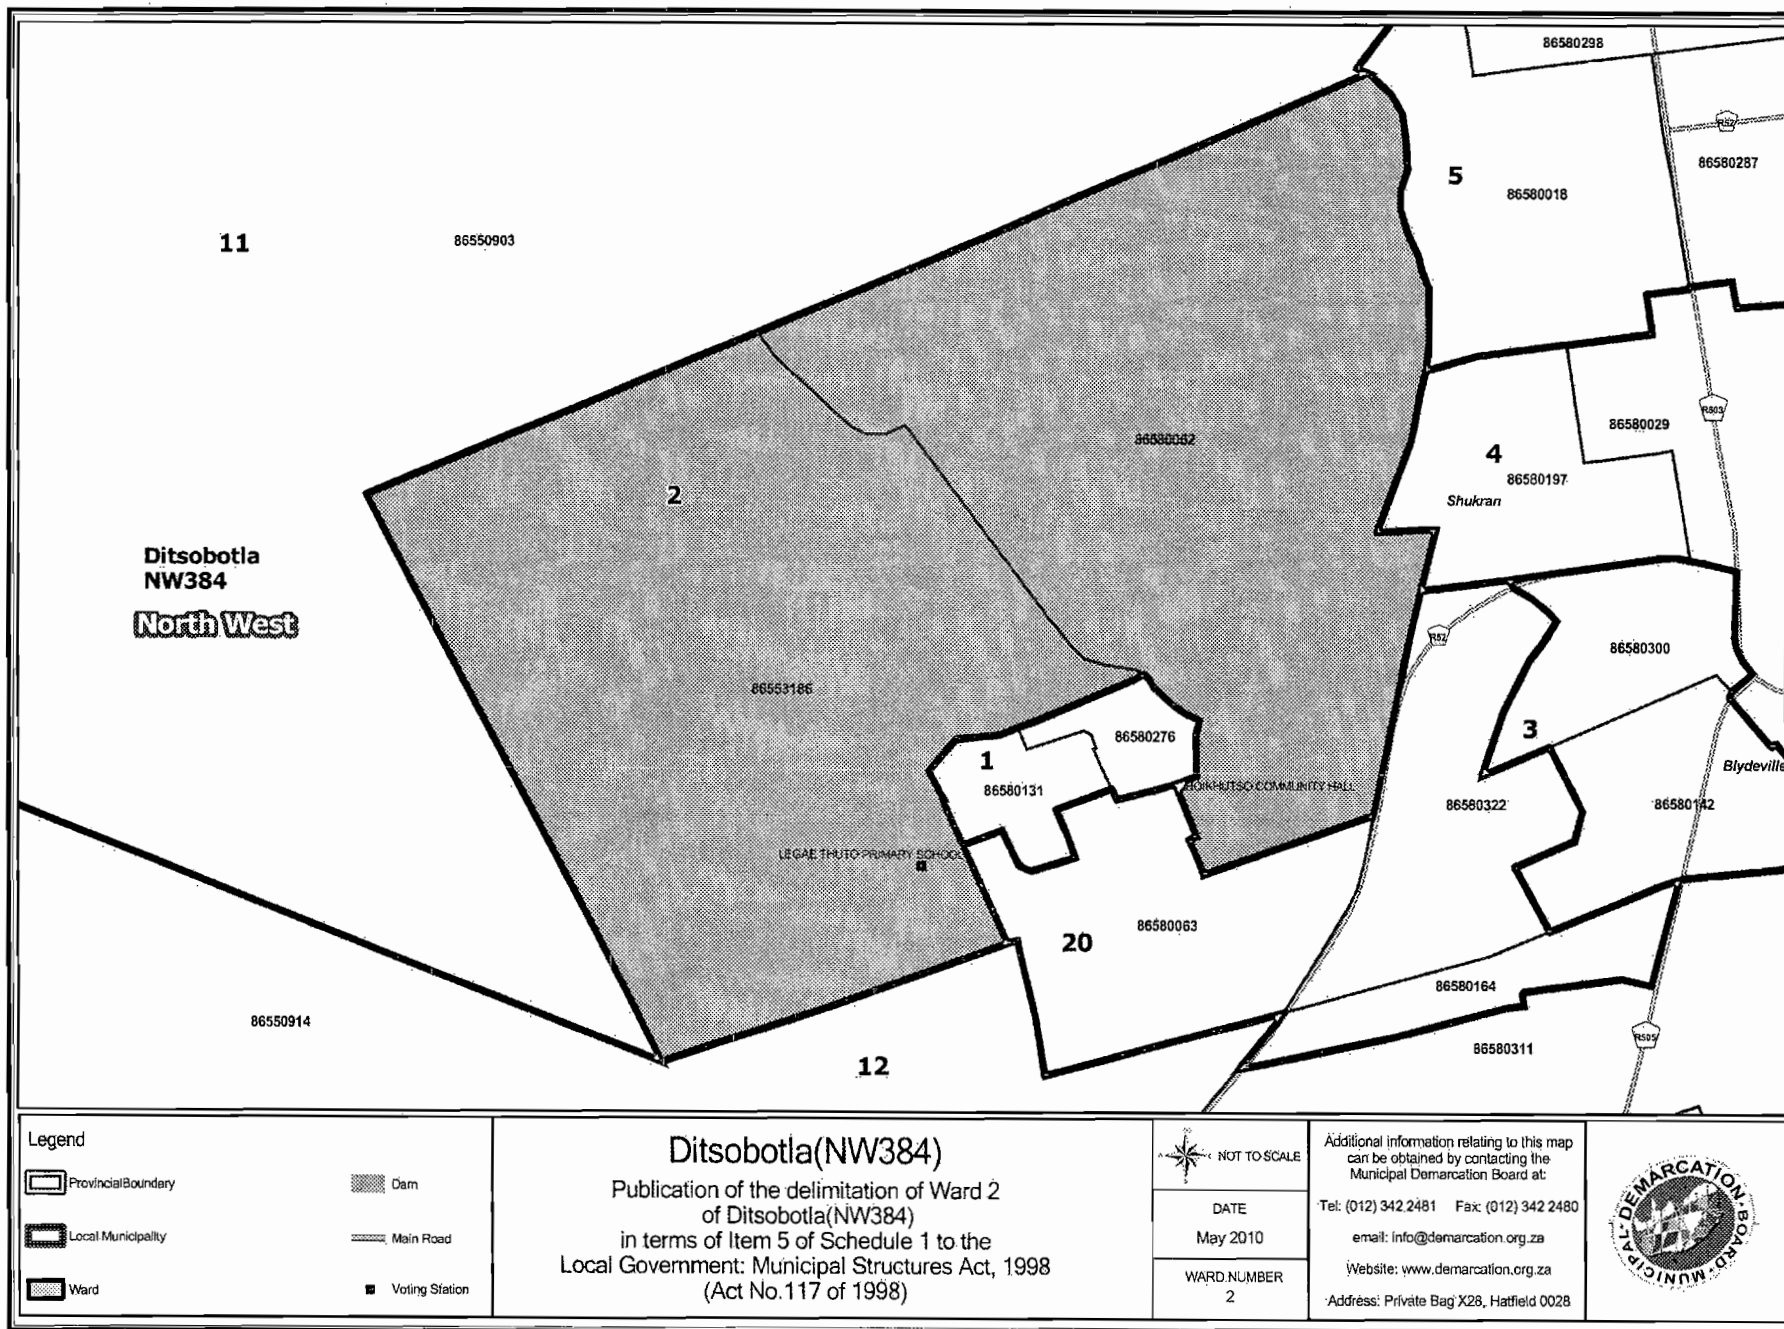 86580298
R52
86580287
5
86580018
11
86550903
R503
86580029
86580062
4
86580197
Shukran
2
Ditsobotla
NW384
North West
R52
86580300
86553186
3
86580276
1
Blydeville
86580131
BOIKHUTSO COMMUNITY HALL
86580322
86580142
LEGAE THUTO PRIMARY SCHOOL
86580063
20
86580164
86550914
R505
86580311
12
Legend
Provincial Boundary
Dam
Local Municipality
Main Road
Ward
Voting Station
Ditsobotla(NW384)
Publication of the delimitation of Ward 2
of Ditsobotla(NW384)
in terms of Item 5 of Schedule 1 to the
Local Government: Municipal Structures Act, 1998
(Act No.117 of 1998)
NOT TO SCALE
DATE
May 2010
WARD NUMBER
2
Additional information relating to this map
can be obtained by contacting the
Municipal Demarcation Board at:
Tel: (012) 342 2481 Fax: (012) 342 2480
email: info@demarcation.org.za
Website: www.demarcation.org.za
Address: Private Bag X28, Hatfield 0028
MUNICIPAL DEMARCATION BOARD